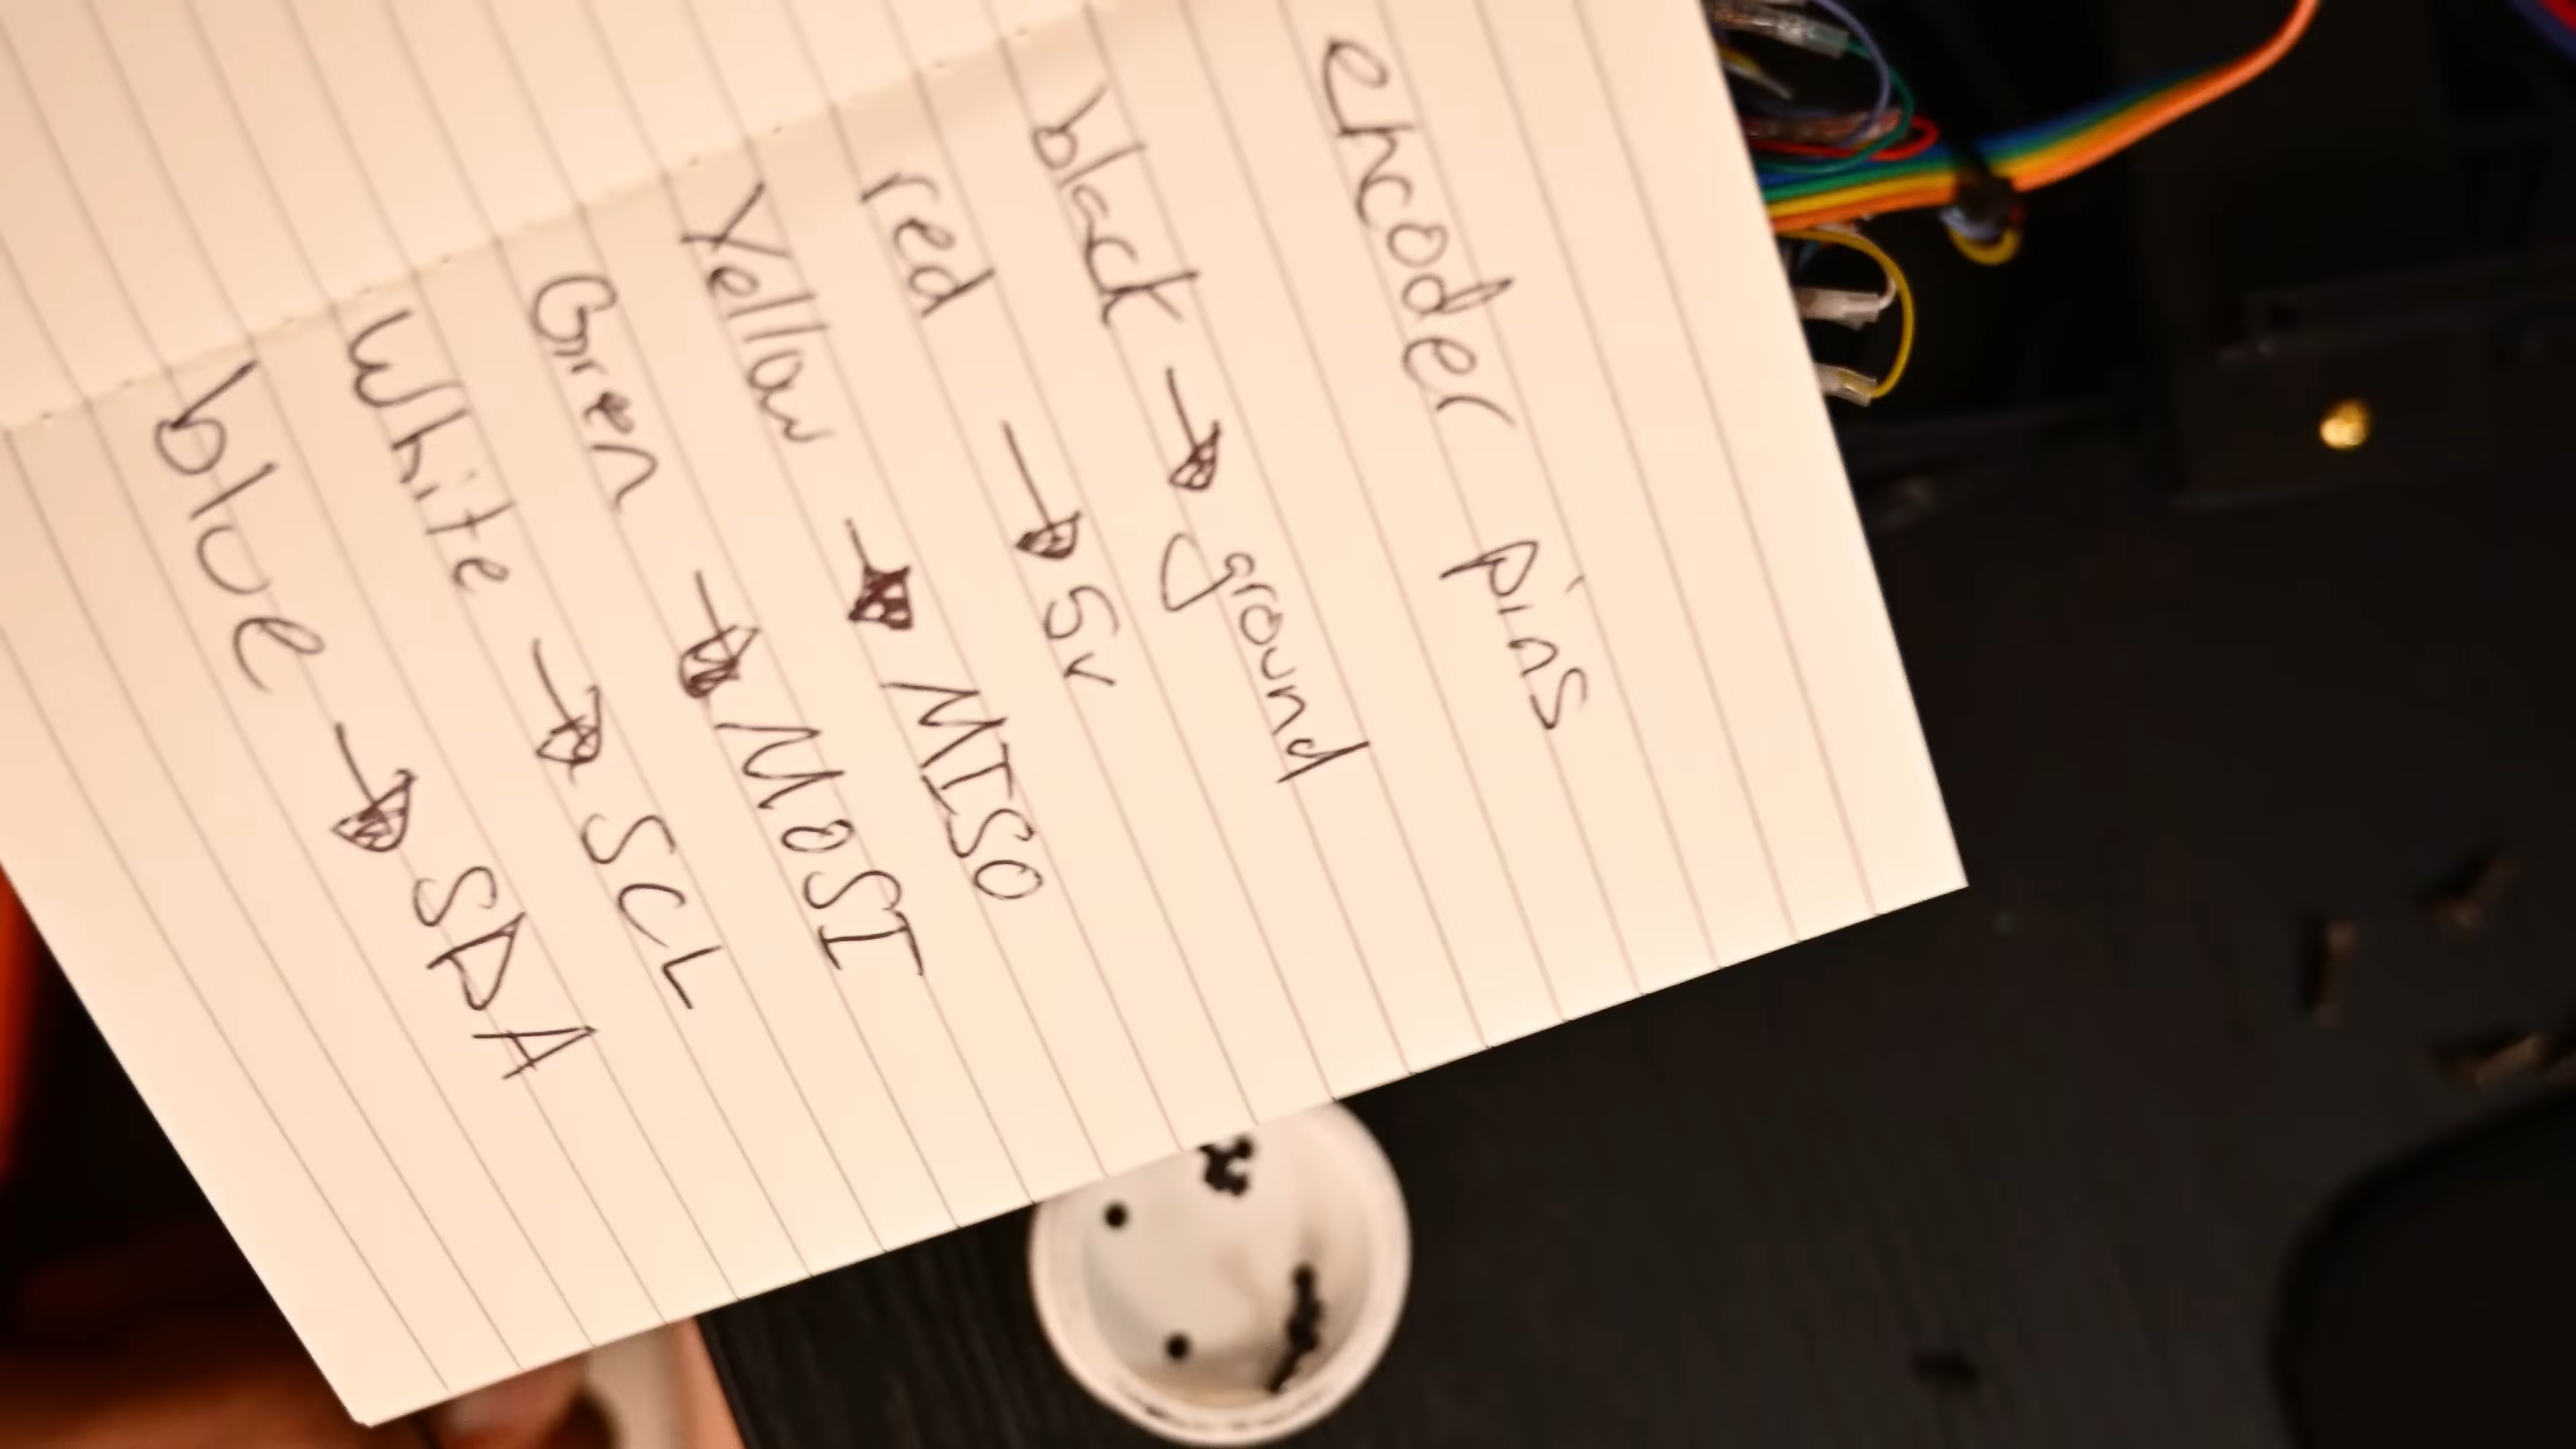 encoder pins
black → ground
red → 5v
Yellow → MISO
Green → MOSI
White → SCL
blue → SDA